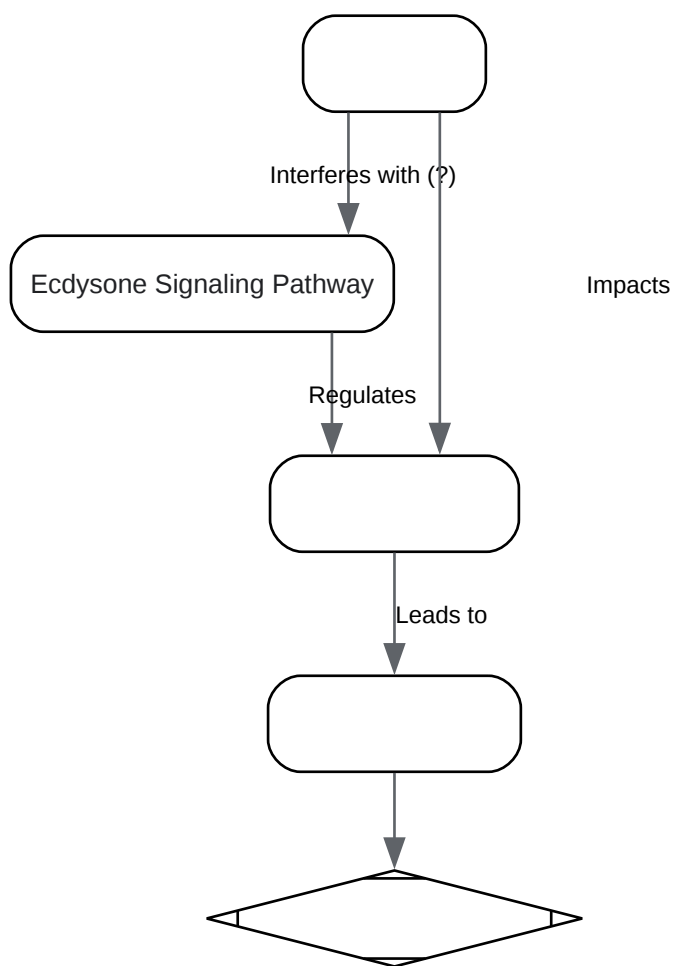 Interferes with (?)
Ecdysone Signaling Pathway
Impacts
Regulates
Leads to